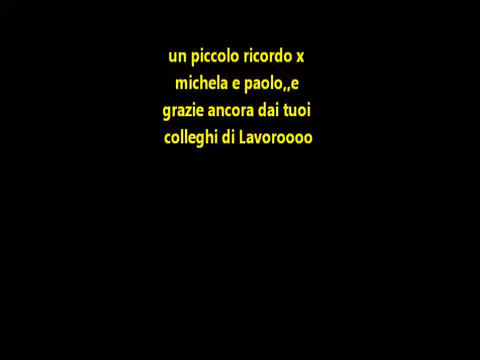 un piccolo ricordo x
michela e paolo,,e
grazie ancora dai tuoi
colleghi di Lavoroooo